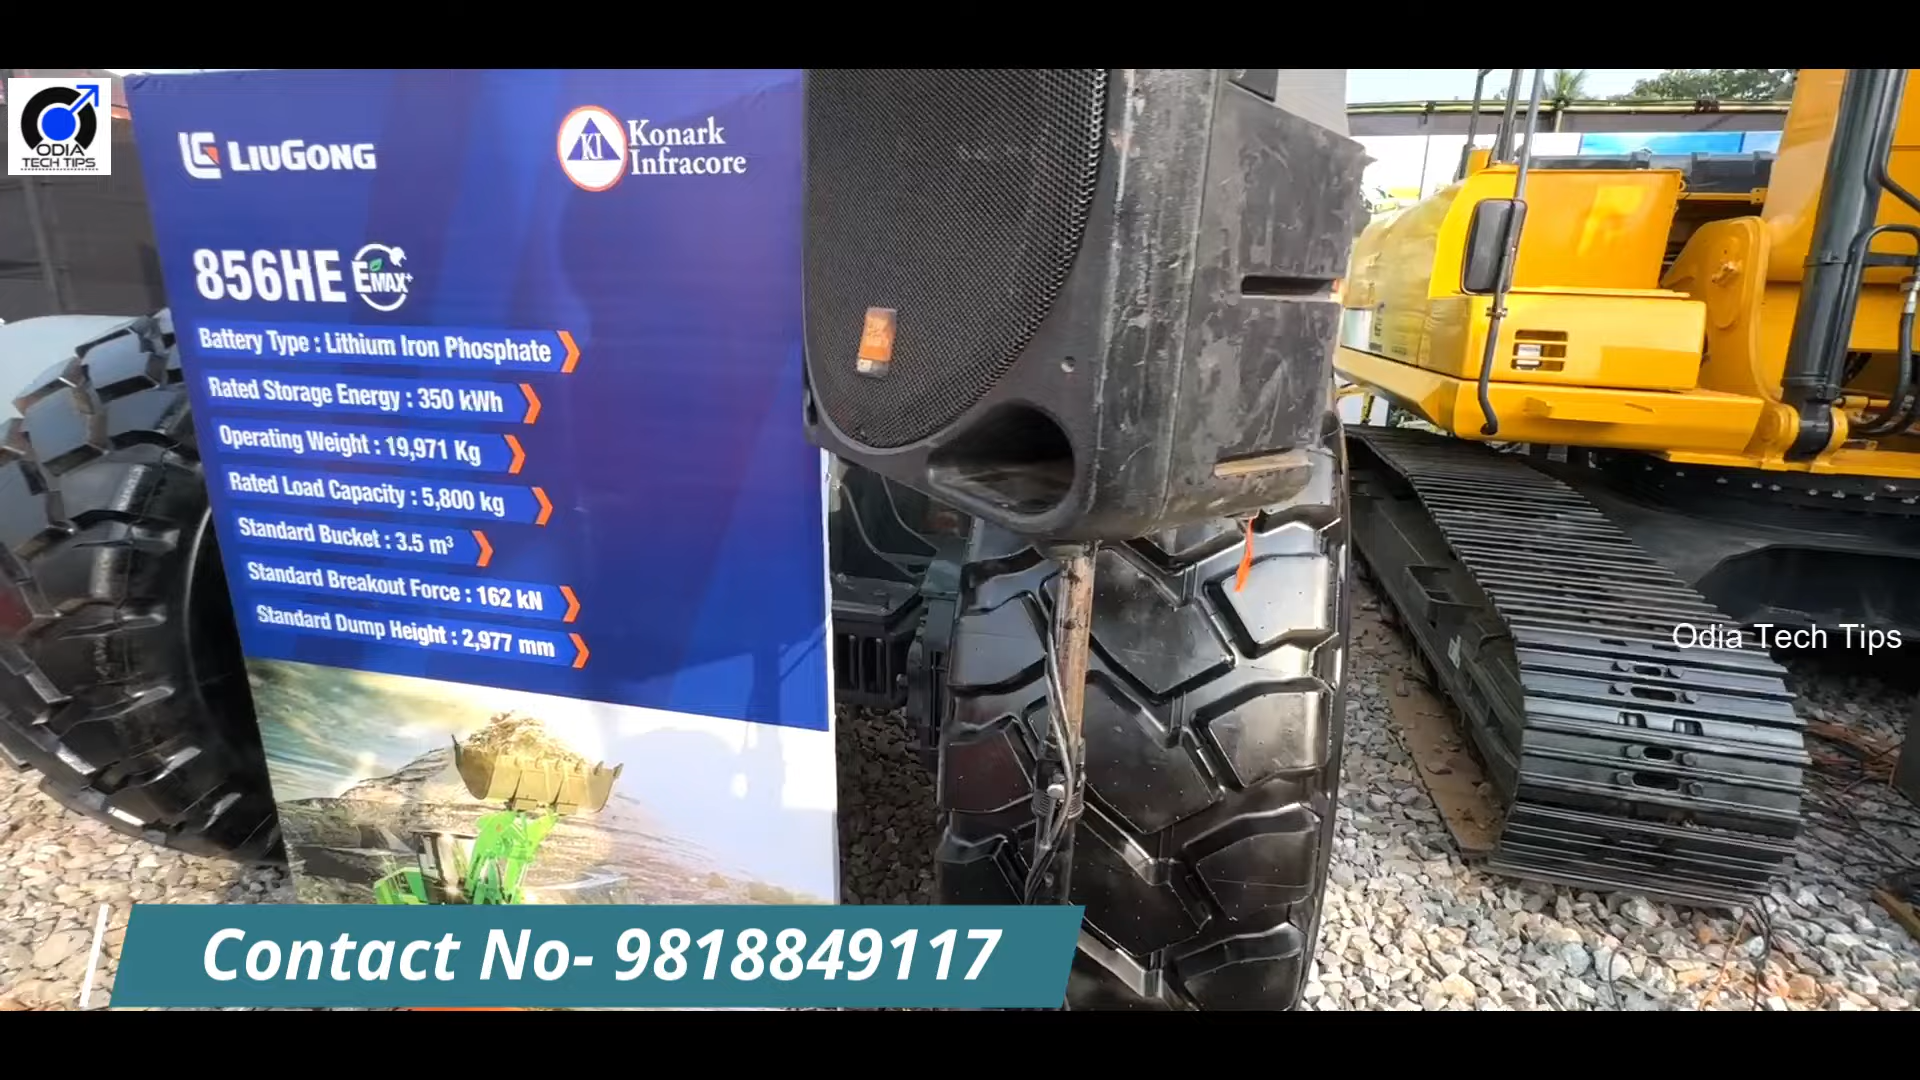 ODIA
TECH TIPS
LG LIUGONG
KI Konark
Infracore
856HE EMAX+
Battery Type : Lithium Iron Phosphate
Rated Storage Energy : 350 kWh
Operating Weight : 19,971 Kg
Rated Load Capacity : 5,800 kg
Standard Bucket : 3.5 m³
Standard Breakout Force : 162 kN
Standard Dump Height : 2,977 mm
Odia Tech Tips
Contact No- 9818849117